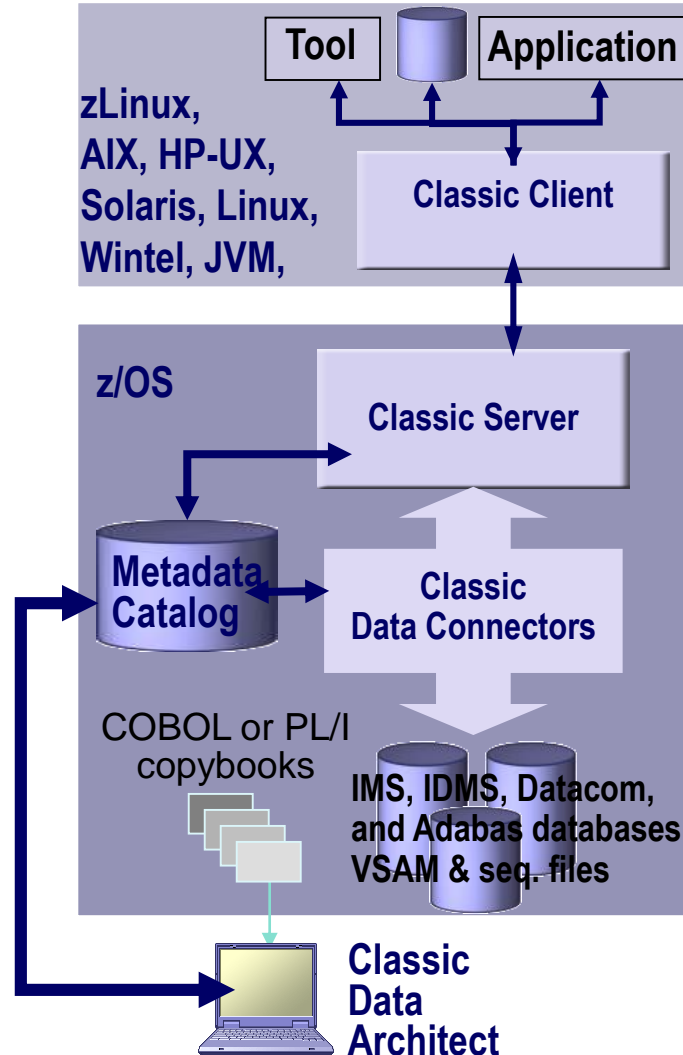 Tool
Application
zLinux,
AIX, HP-UX,
Solaris, Linux,
Wintel, JVM,
Classic Client
z/OS
Classic Server
Metadata
Catalog
Classic
Data Connectors
COBOL or PL/I
copybooks
IMS, IDMS, Datacom,
and Adabas databases
VSAM & seq. files
Classic
Data
Architect